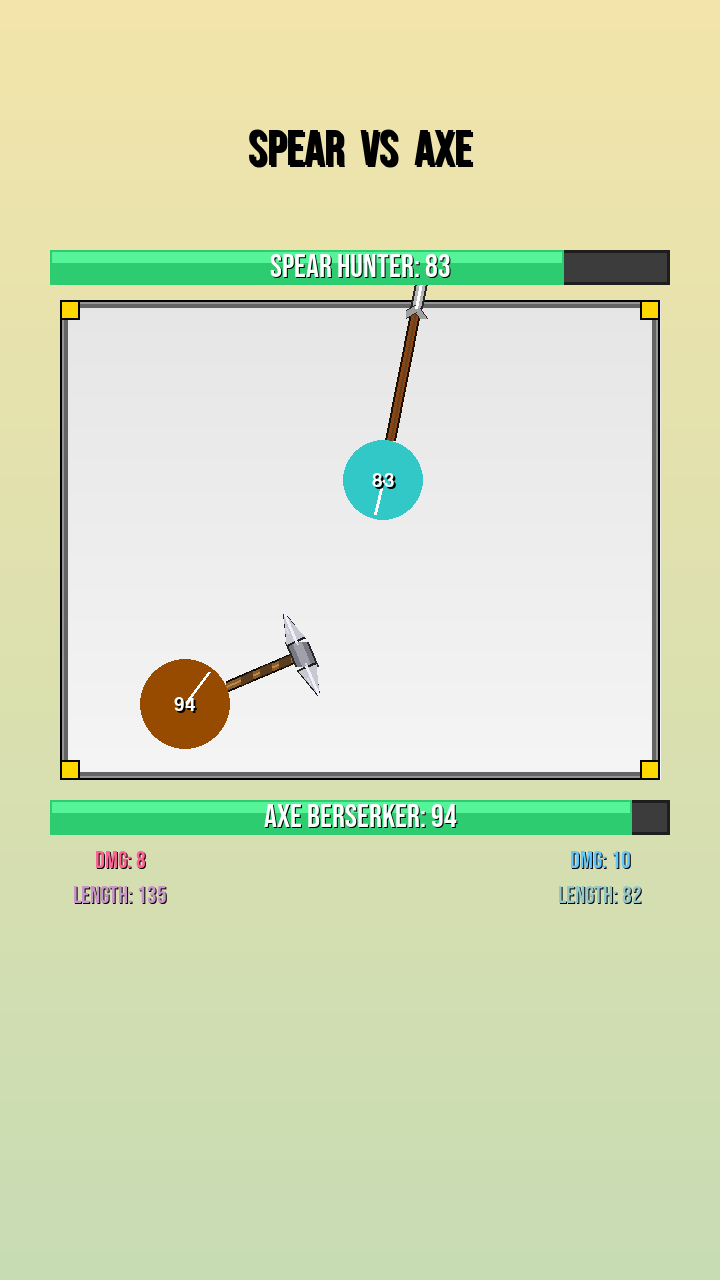 SPEAR VS AXE
SPEAR HUNTER: 83
83
94
AXE BERSERKER: 94
DMG: 8
DMG: 10
LENGTH: 135
LENGTH: 82